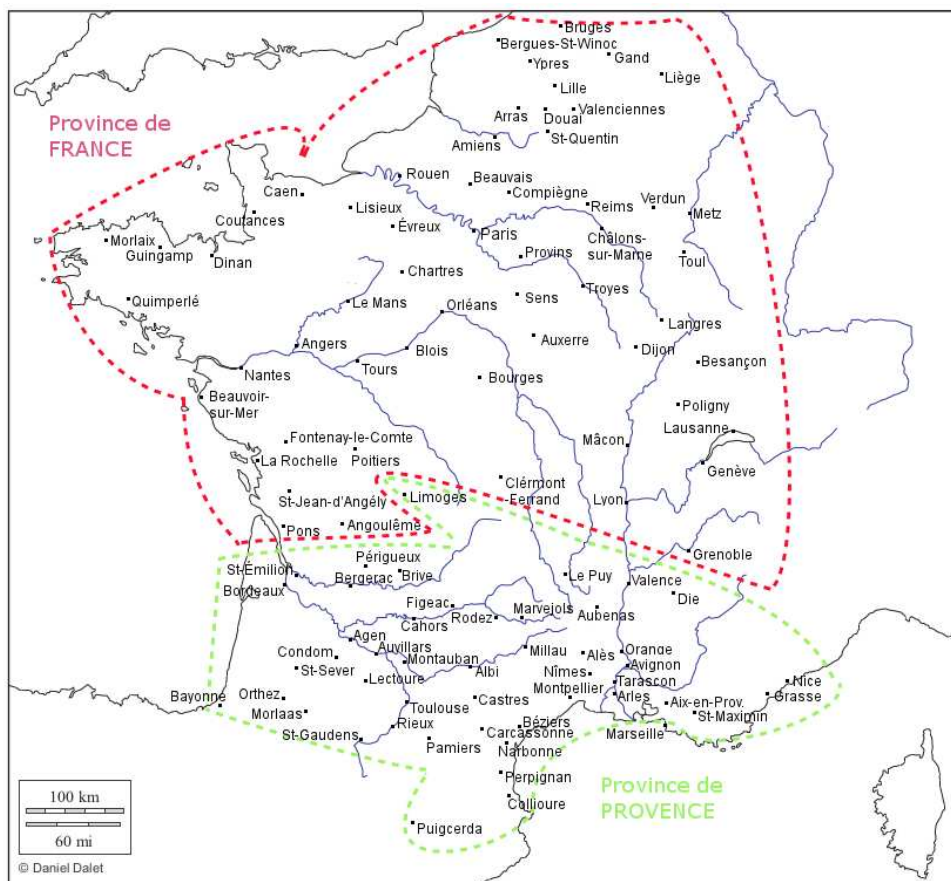 Bruges
Bergues-St-Winoc
Gand
Ypres
Liège
Lille
Arras
Douai
Valenciennes
St-Quentin
Amiens
Province de
FRANCE
Rouen
Beauvais
Compiègne
Caen
Lisieux
Reims
Verdun
Metz
Coutances
Évreux
Paris
Châlons-
sur-Marne
Morlaix
Guingamp
Dinan
Provins
Toul
Chartres
Quimperlé
Le Mans
Orléans
Sens
Troyes
Langres
Angers
Blois
Auxerre
Dijon
Besançon
Nantes
Tours
Bourges
Beauvoir-
sur-Mer
Poligny
Lausanne
Fontenay-le-Comte
Mâcon
La Rochelle
Poitiers
Genève
Clérmont
-Ferrand
St-Jean-d'Angély
Limoges
Lyon
Pons
Angoulême
Grenoble
Périgueux
St-Émilion
Bergerac
Brive
Le Puy
Valence
Bordeaux
Die
Figeac
Rodez
Marvejols
Aubenas
Cahors
Agen
Auvillars
Condom
Montauban
Millau
Alès
Orange
Avignon
St-Sever
Lectoure
Albi
Nîmes
Tarascon
Nice
Bayonne
Orthez
Castres
Montpellier
Arles
Aix-en-Prov.
Grasse
Morlaas
Toulouse
St-Maximin
Rieux
Béziers
Marseille
St-Gaudens
Pamiers
Carcassonne
Narbonne
Perpignan
Province de
PROVENCE
Collioure
100 km
60 mi
Puigcerda
© Daniel Dalet